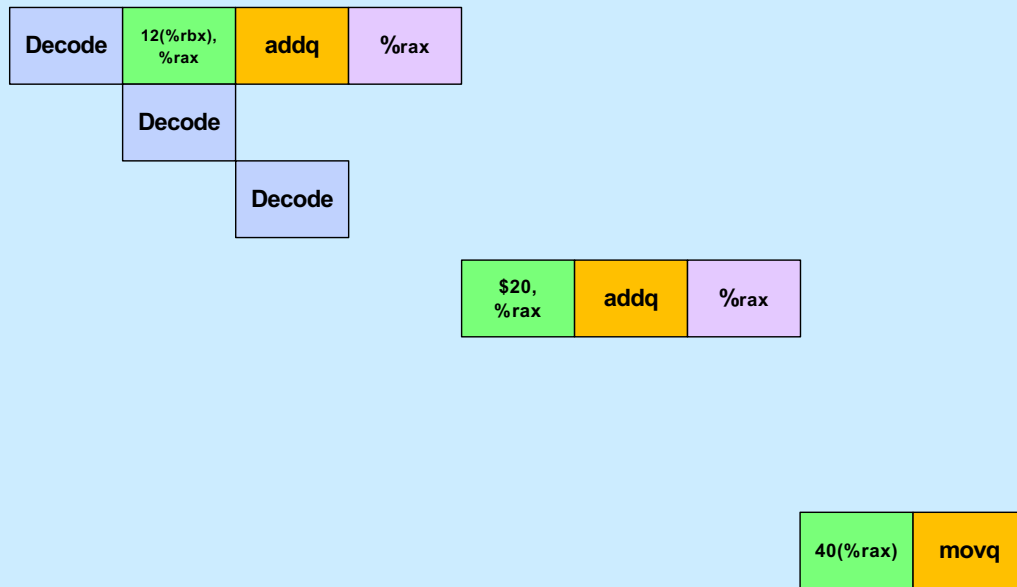 Decode
12(%rbx),
%rax
addq
%rax
Decode
Decode
$20,
%rax
addq
%rax
40(%rax)
movq